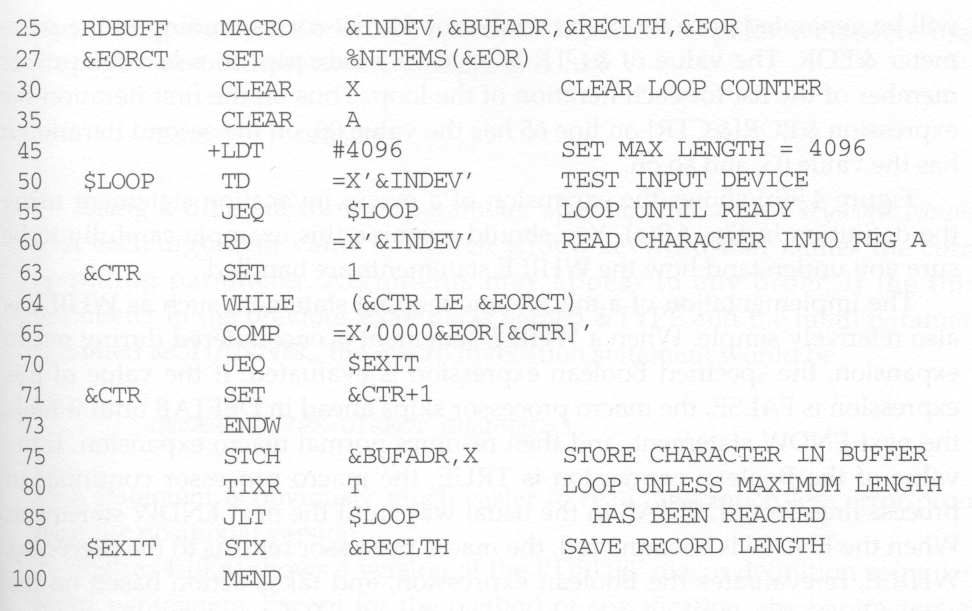 25 RDBUFF MACRO &INDEV,&BUFADR,&RECLTH,&EOR
27 &EORCT SET %NITEMS(&EOR)
30 CLEAR X CLEAR LOOP COUNTER
35 CLEAR A
45 +LDT #4096 SET MAX LENGTH = 4096
50 $LOOP TD =X'&INDEV' TEST INPUT DEVICE
55 JEQ $LOOP LOOP UNTIL READY
60 RD =X'&INDEV' READ CHARACTER INTO REG A
63 &CTR SET 1
64 WHILE (&CTR LE &EORCT)
65 COMP =X'0000&EOR[&CTR]'
70 JEQ $EXIT
71 &CTR SET &CTR+1
73 ENDW
75 STCH &BUFADR,X STORE CHARACTER IN BUFFER
80 TIXR T LOOP UNLESS MAXIMUM LENGTH
85 JLT $LOOP HAS BEEN REACHED
90 $EXIT STX &RECLTH SAVE RECORD LENGTH
100 MEND